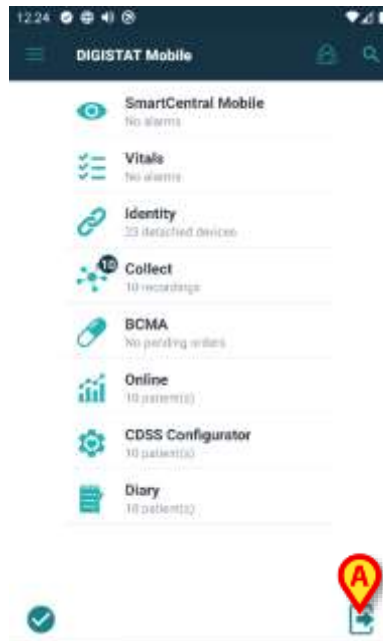 12.24
DIGISTAT Mobile
SmartCentral Mobile
No alarms
Vitals
No alarms
Identity
23 detached devices
10
Collect
10 recordings
BCMA
No pending orders
Online
10 patient(s)
CDSS Configurator
10 patient(s)
Diary
10 patient(s)
A